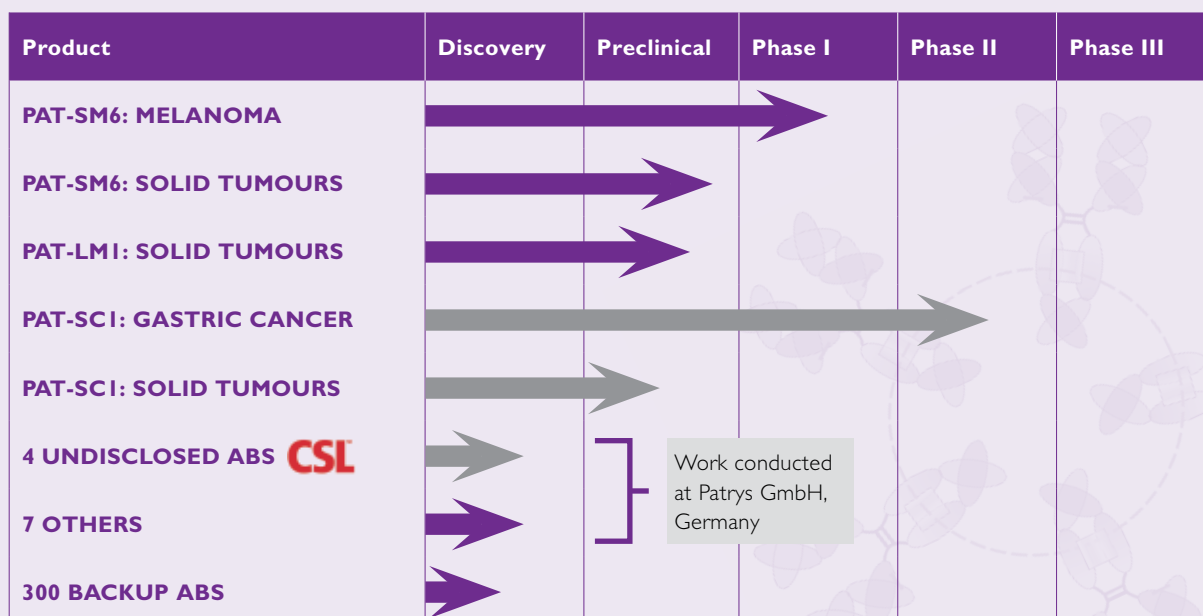 Product Discovery Preclinical Phase I Phase II Phase III
PAT-SM6: MELANOMA
PAT-SM6: SOLID TUMOURS
PAT-LM1: SOLID TUMOURS
PAT-SC1: GASTRIC CANCER
PAT-SC1: SOLID TUMOURS
4 UNDISCLOSED ABS CSL™
Work conducted
at Patrys GmbH,
Germany
7 OTHERS
300 BACKUP ABS